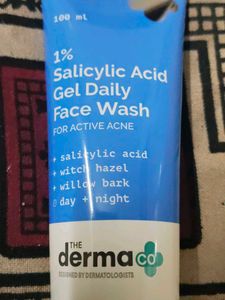 100 ml
1%
Salicylic Acid
Gel Daily
Face Wash
FOR ACTIVE ACNE
+ salicylic acid
+ witch hazel
+ willow bark
day + night
THE
derma co
DESIGNED BY DERMATOLOGISTS